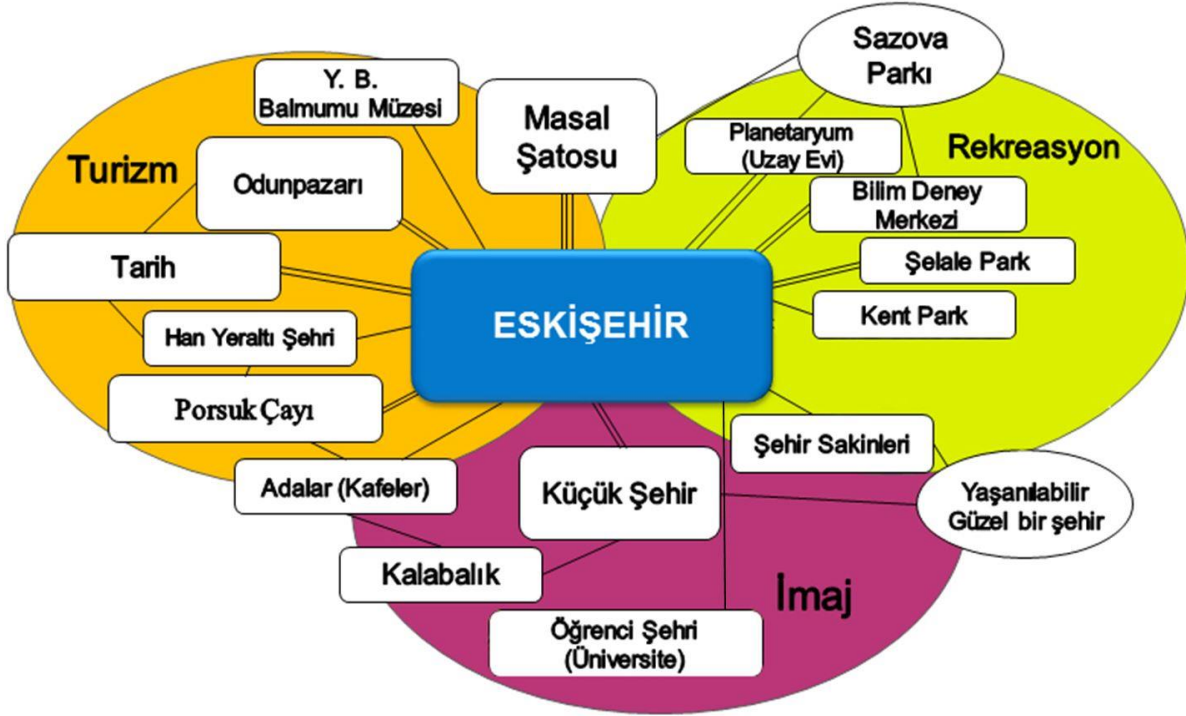 Sazova
Parkı
Y. B.
Balmumu Müzesi
Masal
Şatosu
Planetaryum
(Uzay Evi)
Rekreasyon
Turizm
Odunpazarı
Bilim Deney
Merkezi
Tarih
Şelale Park
ESKİŞEHİR
Kent Park
Han Yeraltı Şehri
Porsuk Çayı
Şehir Sakinleri
Adalar (Kafeler)
Küçük Şehir
Yaşanılabilir
Güzel bir şehir
Kalabalık
İmaj
Öğrenci Şehri
(Üniversite)